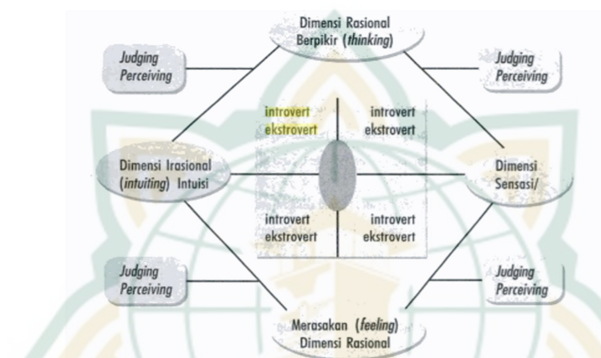 Dimensi Rasional
Berpikir (thinking)
Judging
Perceiving
Judging
Perceiving
introvert
ekstrovert
introvert
ekstrovert
Dimensi Irasional
(intuiting) Intuisi
Dimensi
Sensasi/
introvert
ekstrovert
introvert
ekstrovert
Judging
Perceiving
Judging
Perceiving
Merasakan (feeling)
Dimensi Rasional